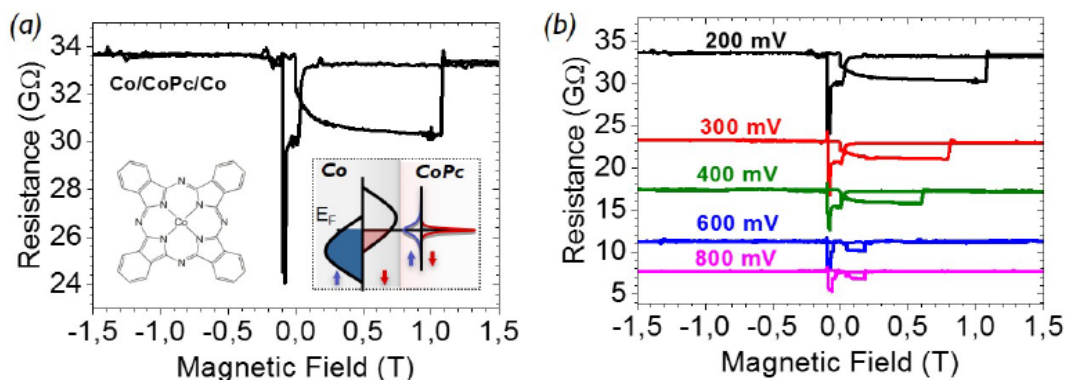 (a)
34
32
30
28
26
24
Resistance (GΩ)
Co/CoPc/Co
N
N
N
N
Co
N
N
N
N
Co
CoPc
E_F
-1,5 -1,0 -0,5 0,0 0,5 1,0 1,5
Magnetic Field (T)
(b)
35
30
25
20
15
10
5
Resistance (GΩ)
200 mV
300 mV
400 mV
600 mV
800 mV
-1,5 -1,0 -0,5 0,0 0,5 1,0 1,5
Magnetic Field (T)